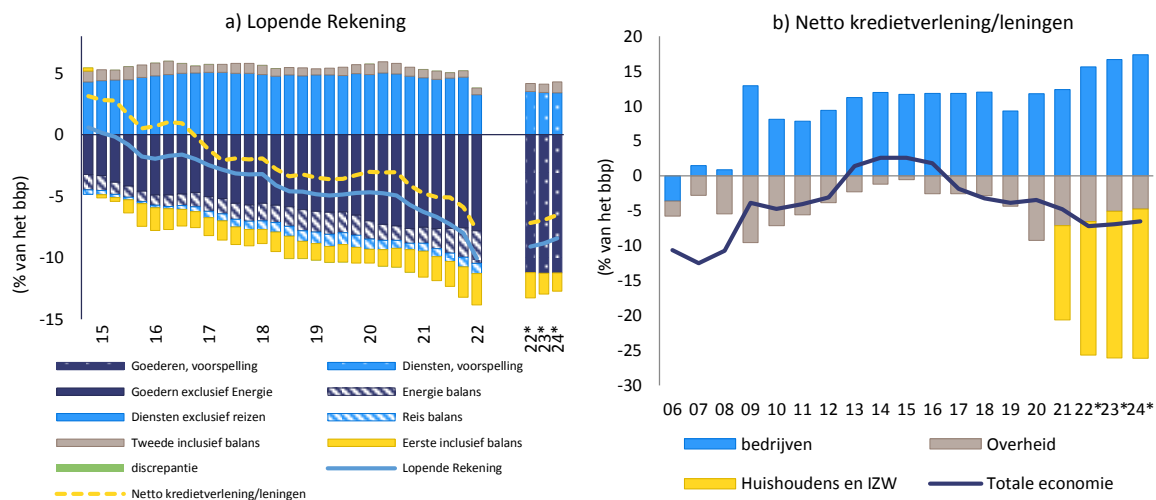 a) Lopende Rekening
(% van het bbp)
5
0
-5
-10
-15
15 16 17 18 19 20 21 22 22* 23* 24*
Goederen, voorspelling
Diensten, voorspelling
Goedern exclusief Energie
Energie balans
Diensten exclusief reizen
Reis balans
Tweede inclusief balans
Eerste inclusief balans
discrepantie
Lopende Rekening
Netto kredietverlening/leningen
b) Netto kredietverlening/leningen
(% van het bbp)
20
15
10
5
0
-5
-10
-15
-20
-25
-30
06 07 08 09 10 11 12 13 14 15 16 17 18 19 20 21 22* 23* 24*
bedrijven
Overheid
Huishoudens en IZW
Totale economie